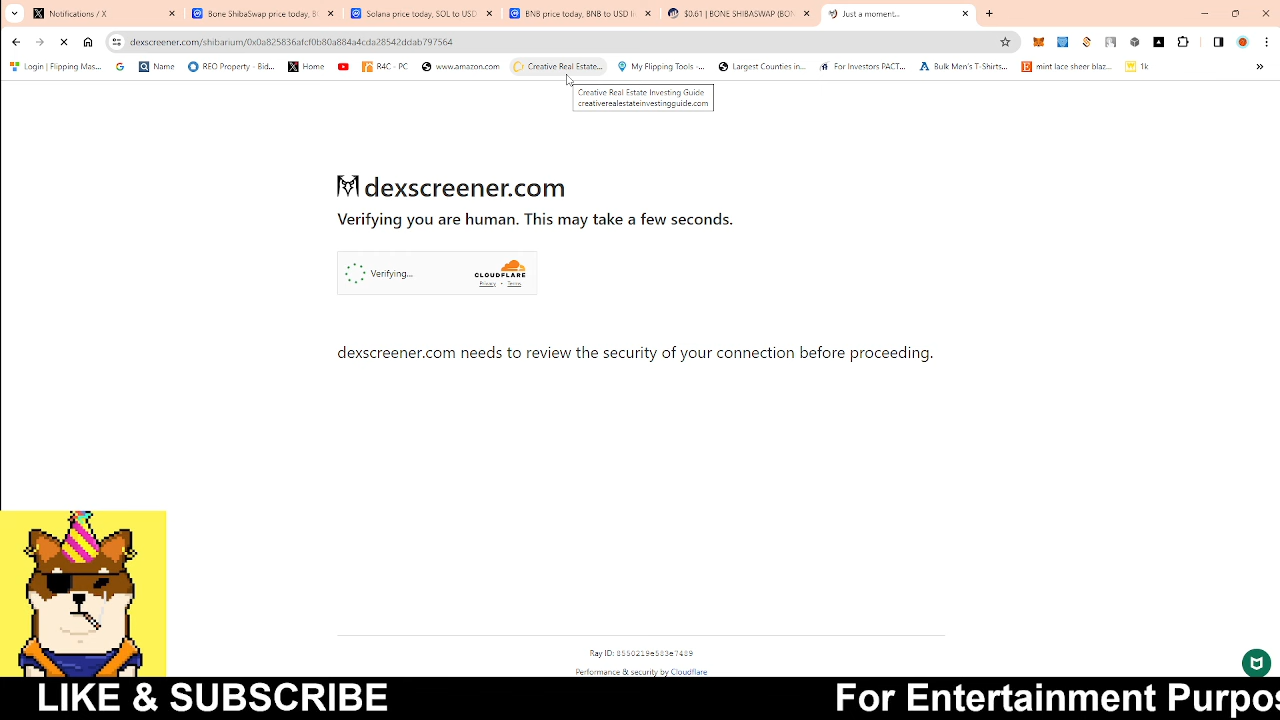 Notifications / X
Bone ShibaSwap price today, B
Solana price today, SOL to USD
BNB price today, BNB to USD li
$0.61 | BONE SHIBASWAP (BON
Just a moment...
dexscreener.com/shibarium/0x0a825836afcf0b80a884a4cda28542ddab797564
Login | Flipping Mas...
Name
REO Property - Bid...
Home
R4C - PC
www.amazon.com
Creative Real Estate...
My Flipping Tools -...
Largest Counties in...
For Investors PACT...
Bulk Men's T-Shirts...
mint lace sheer blaz...
1k
Creative Real Estate Investing Guide
creativerealestateinvestingguide.com
dexscreener.com
Verifying you are human. This may take a few seconds.
Verifying...
CLOUDFLARE
Privacy • Terms
dexscreener.com needs to review the security of your connection before proceeding.
Ray ID: 8550219e583e7489
Performance & security by Cloudflare
LIKE & SUBSCRIBE
For Entertainment Purpos